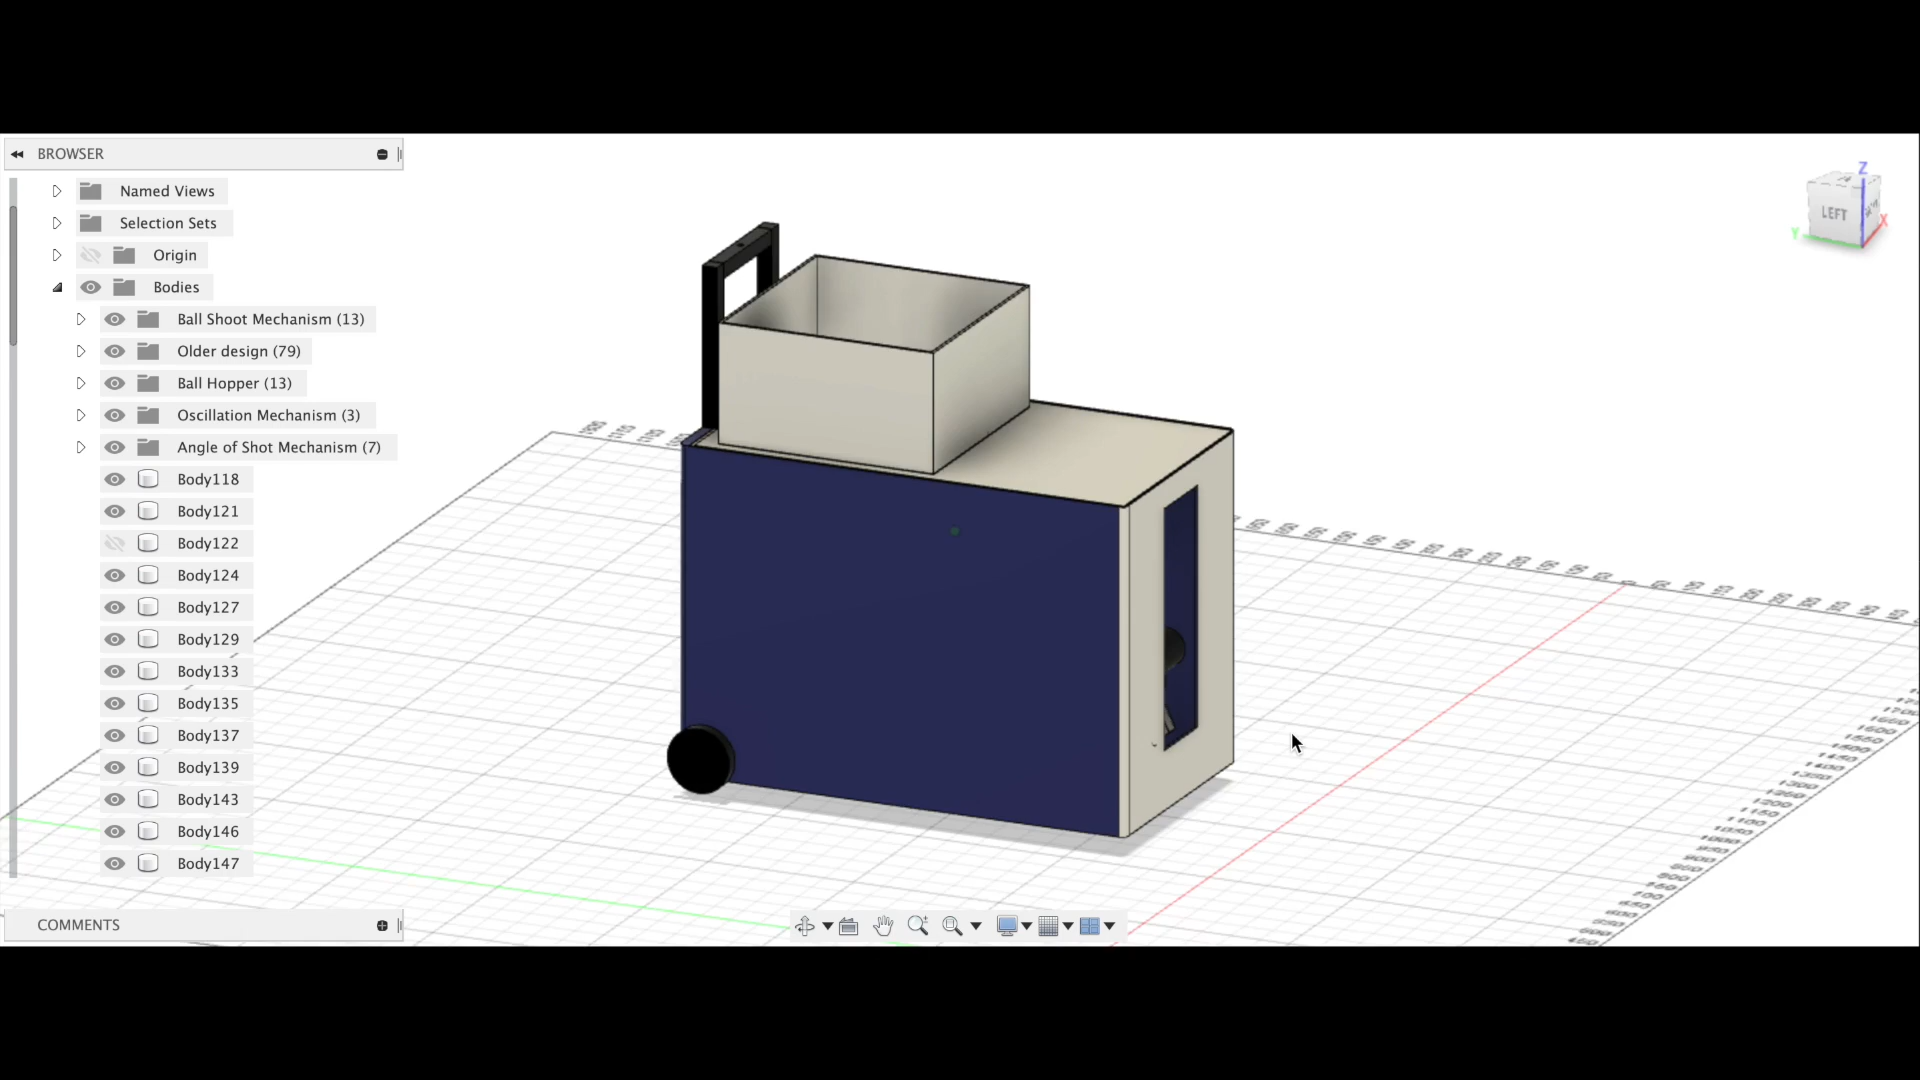 BROWSER
Named Views
Selection Sets
Origin
Bodies
Ball Shoot Mechanism (13)
Older design (79)
Ball Hopper (13)
Oscillation Mechanism (3)
Angle of Shot Mechanism (7)
Body118
Body121
Body122
Body124
Body127
Body129
Body133
Body135
Body137
Body139
Body143
Body146
Body147
COMMENTS
Z
LEFT
X
Y